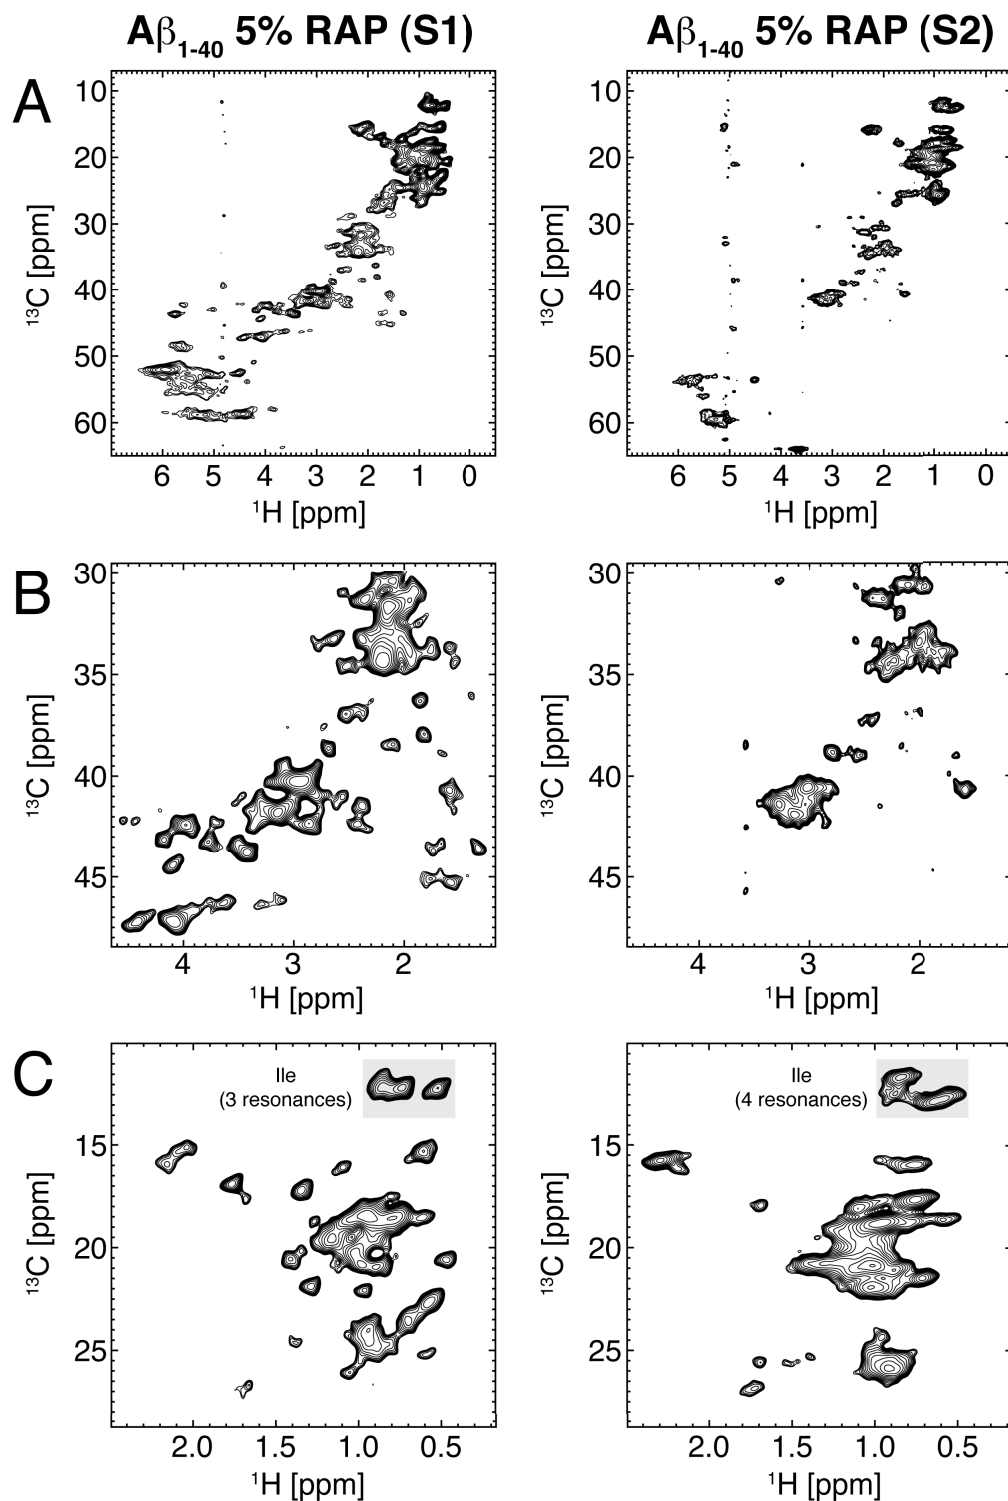 Aβ1-40 5% RAP (S1) Aβ1-40 5% RAP (S2)
A
10 10
20 20
30 30
40 40
50 50
60 60
13C [ppm] 13C [ppm]
6 5 4 3 2 1 0 6 5 4 3 2 1 0
1H [ppm] 1H [ppm]
B
30 30
35 35
40 40
45 45
13C [ppm] 13C [ppm]
4 3 2 4 3 2
1H [ppm] 1H [ppm]
C
Ile Ile
(3 resonances) (4 resonances)
15 15
20 20
25 25
13C [ppm] 13C [ppm]
2.0 1.5 1.0 0.5 2.0 1.5 1.0 0.5
1H [ppm] 1H [ppm]